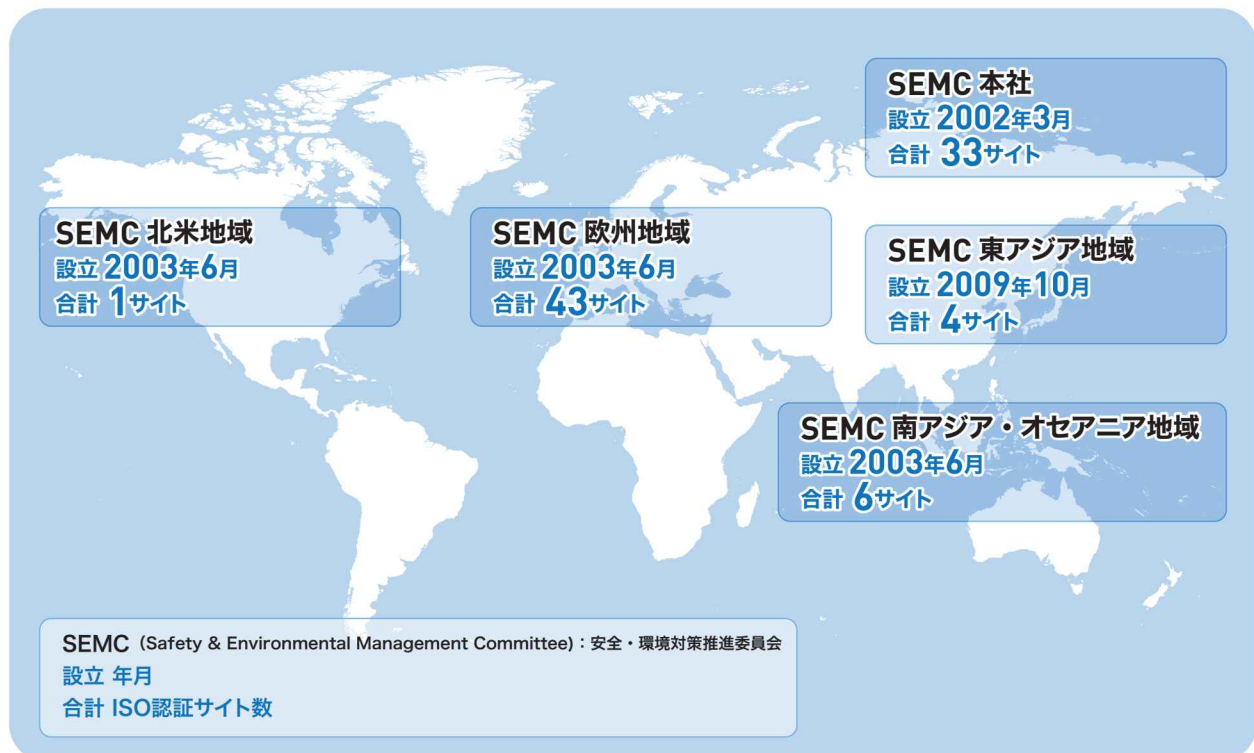 SEMC 本社
設立 2002年3月
合計 33サイト
SEMC 北米地域
設立 2003年6月
合計 1サイト
SEMC 欧州地域
設立 2003年6月
合計 43サイト
SEMC 東アジア地域
設立 2009年10月
合計 4サイト
SEMC 南アジア・オセアニア地域
設立 2003年6月
合計 6サイト
SEMC (Safety & Environmental Management Committee)：安全・環境対策推進委員会
設立 年月
合計 ISO認証サイト数